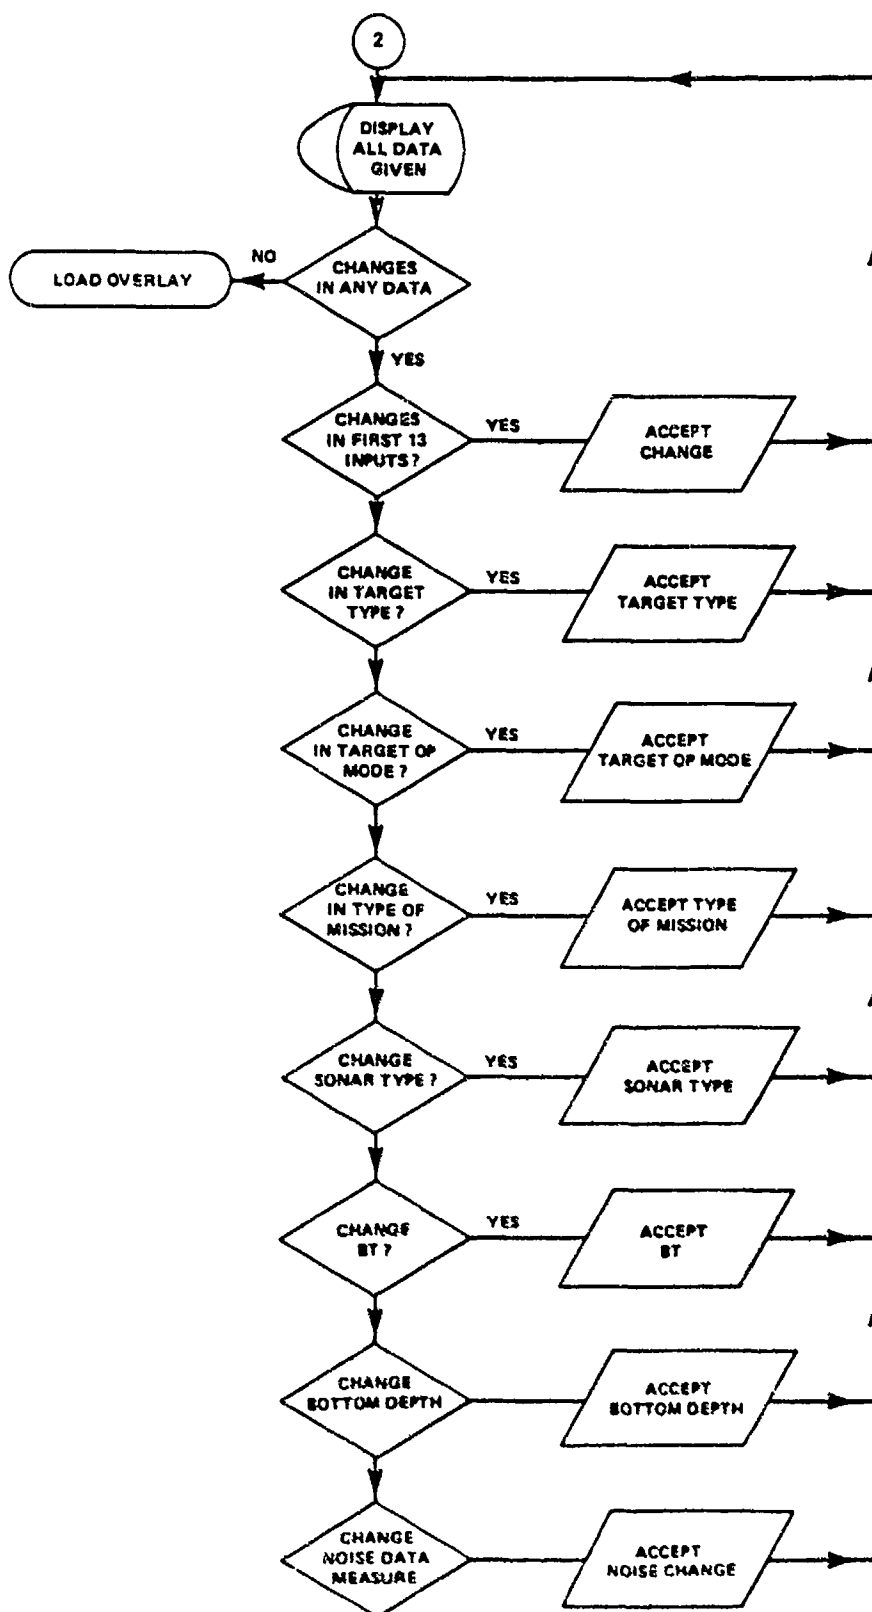 2
DISPLAY
ALL DATA
GIVEN
NO
LOAD OVERLAY
CHANGES
IN ANY DATA
YES
CHANGES
IN FIRST 13
INPUTS?
YES
ACCEPT
CHANGE
CHANGE
IN TARGET
TYPE?
YES
ACCEPT
TARGET TYPE
CHANGE
IN TARGET OP
MODE?
YES
ACCEPT
TARGET OP MODE
CHANGE
IN TYPE OF
MISSION?
YES
ACCEPT TYPE
OF MISSION
CHANGE
SONAR TYPE?
YES
ACCEPT
SONAR TYPE
CHANGE
BT?
YES
ACCEPT
BT
CHANGE
BOTTOM DEPTH
ACCEPT
BOTTOM DEPTH
CHANGE
NOISE DATA
MEASURE
ACCEPT
NOISE CHANGE